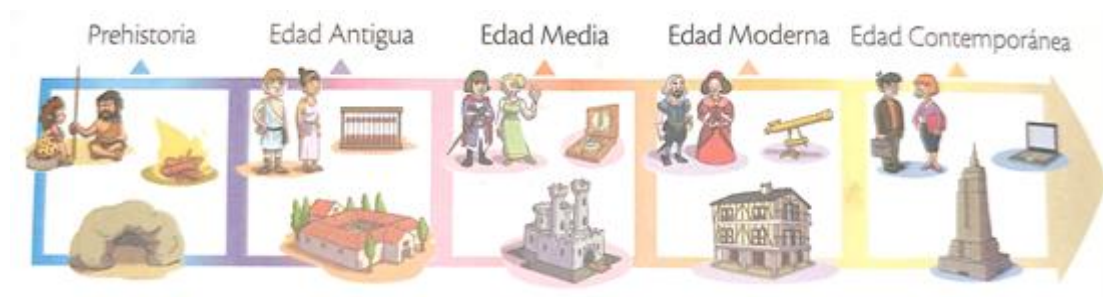 Prehistoria
Edad Antigua
Edad Media
Edad Moderna
Edad Contemporánea